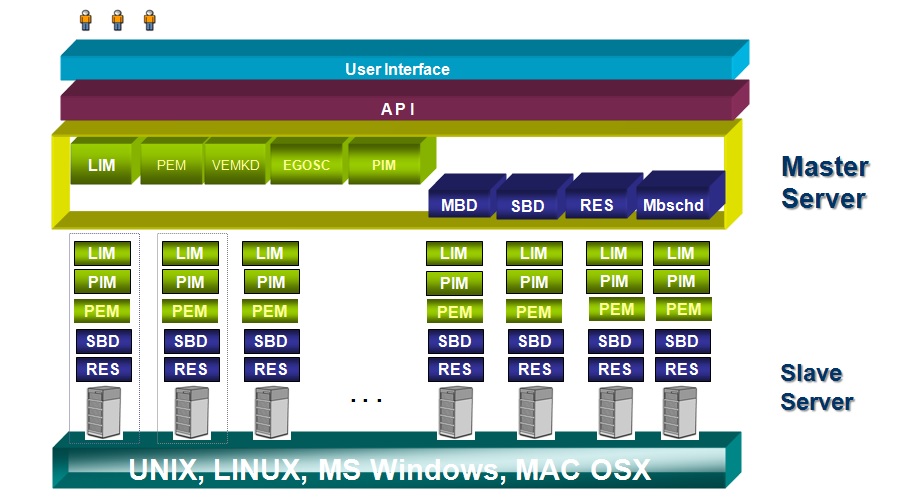 User Interface
API
LIM PEM VEMKD EGOSC PIM
MBD SBD RES Mbschd
Master
Server
LIM LIM LIM LIM LIM LIM LIM
PIM PIM PIM PIM PIM PIM PIM
PEM PEM PEM PEM PEM PEM PEM
SBD SBD SBD SBD SBD SBD SBD
RES RES RES RES RES RES RES
. . .
Slave
Server
UNIX, LINUX, MS Windows, MAC OSX